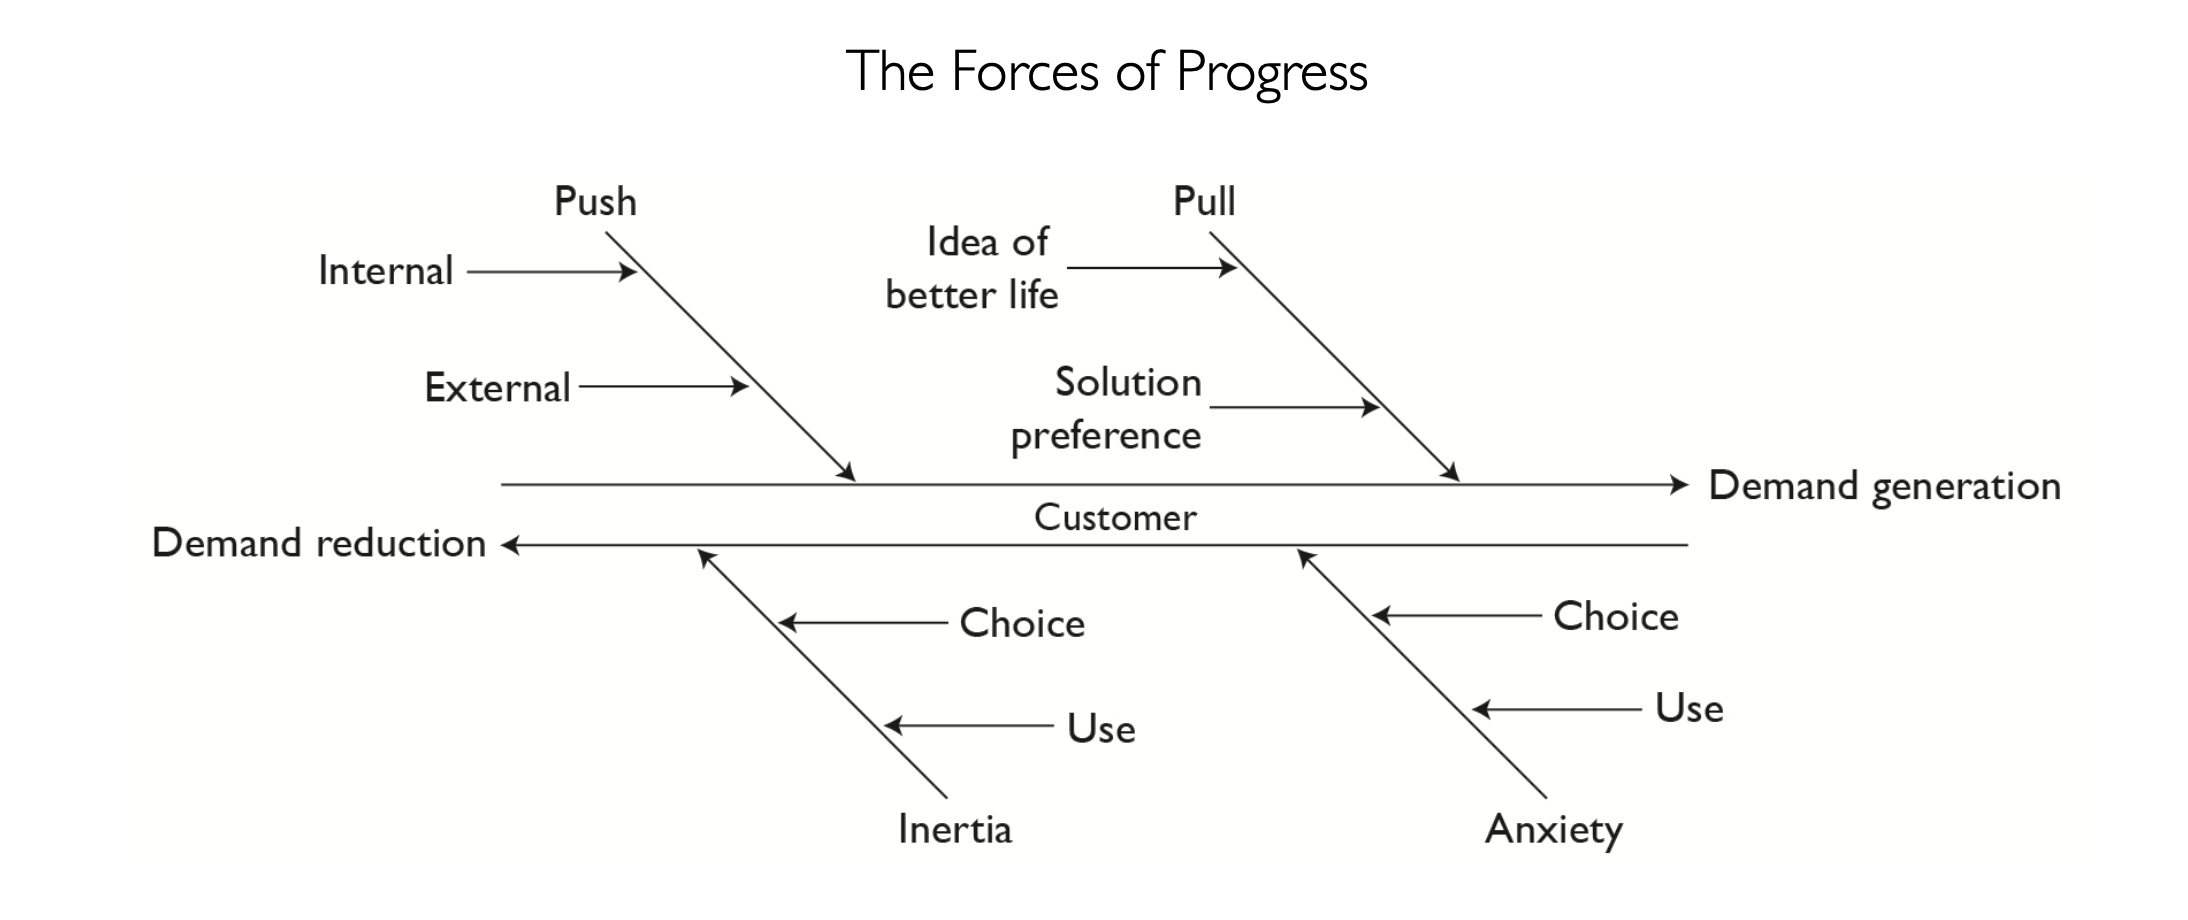 The Forces of Progress
Push
Pull
Internal
Idea of
better life
External
Solution
preference
Demand generation
Customer
Demand reduction
Choice
Choice
Use
Use
Inertia
Anxiety